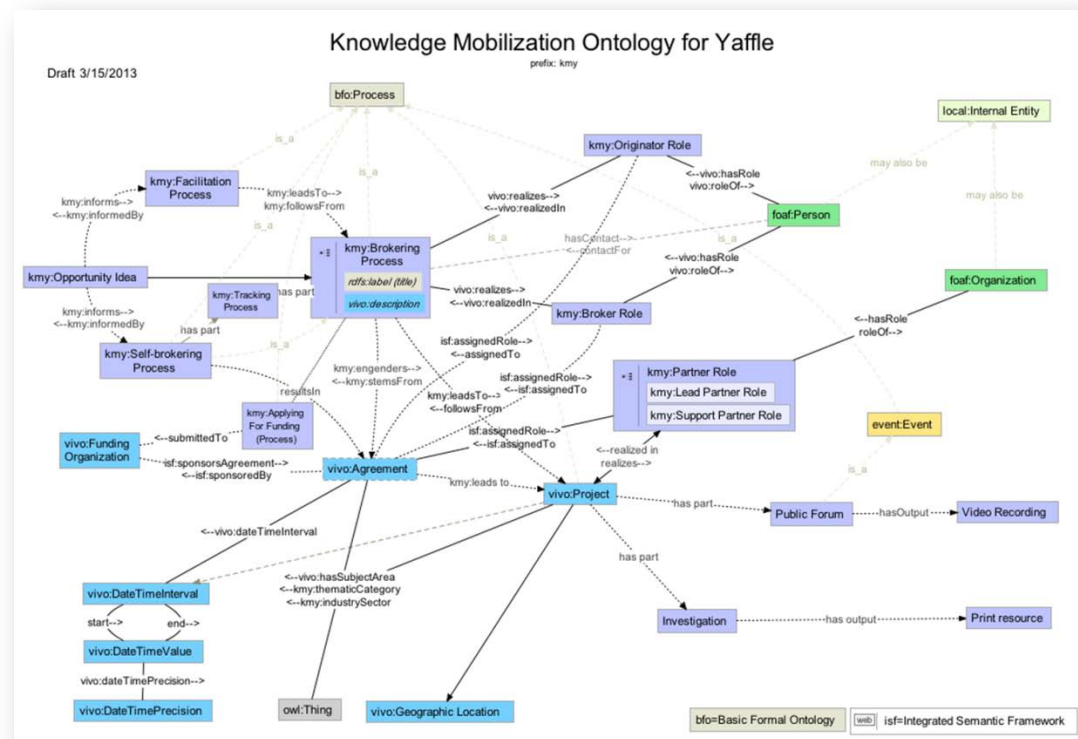 Knowledge Mobilization Ontology for Yaffle
prefix: kmy
Draft 3/15/2013
bfo:Process
local:Internal Entity
is_a
kmy:Originator Role
may also be
<--vivo:hasRole
vivo:roleOf-->
may also be
kmy:Facilitation
Process
kmy:leadsTo-->
kmy:followsFrom
is_a
vivo:realizes-->
<--vivo:realizedIn
kmy:informs-->
<--kmy:informedBy
foaf:Person
is_a
is_a
hasContact-->
<--contactFor
is_a
kmy:Brokering
Process
rdfs:label (title)
vivo:description
<--vivo:hasRole
vivo:roleOf-->
kmy:Opportunity Idea
has part
foaf:Organization
kmy:Tracking
Process
vivo:realizes-->
<--vivo:realizedIn
kmy:Broker Role
kmy:informs-->
<--kmy:informedBy
has part
<--hasRole
roleOf-->
kmy:Self-brokering
Process
is_a
isf:assignedRole-->
<--assignedTo
kmy:engenders-->
<--kmy:stemsFrom
isf:assignedRole-->
<--isf:assignedTo
kmy:Partner Role
kmy:Lead Partner Role
kmy:Support Partner Role
resultsIn
kmy:leadsTo-->
<--followsFrom
kmy:Applying
For Funding
(Process)
event:Event
vivo:Funding
Organization
<--submittedTo
isf:assignedRole-->
<--isf:assignedTo
<--realized in
realizes-->
isf:sponsorsAgreement-->
<--isf:sponsoredBy
vivo:Agreement
is_a
kmy:leads to
vivo:Project
has part
Public Forum
hasOutput
Video Recording
<--vivo:dateTimeInterval
has part
<--vivo:hasSubjectArea
<--kmy:thematicCategory
<--kmy:industrySector
vivo:DateTimeInterval
start-->
end-->
Investigation
has output
Print resource
vivo:DateTimeValue
vivo:dateTimePrecision-->
vivo:DateTimePrecision
owl:Thing
vivo:Geographic Location
bfo=Basic Formal Ontology
web
isf=Integrated Semantic Framework